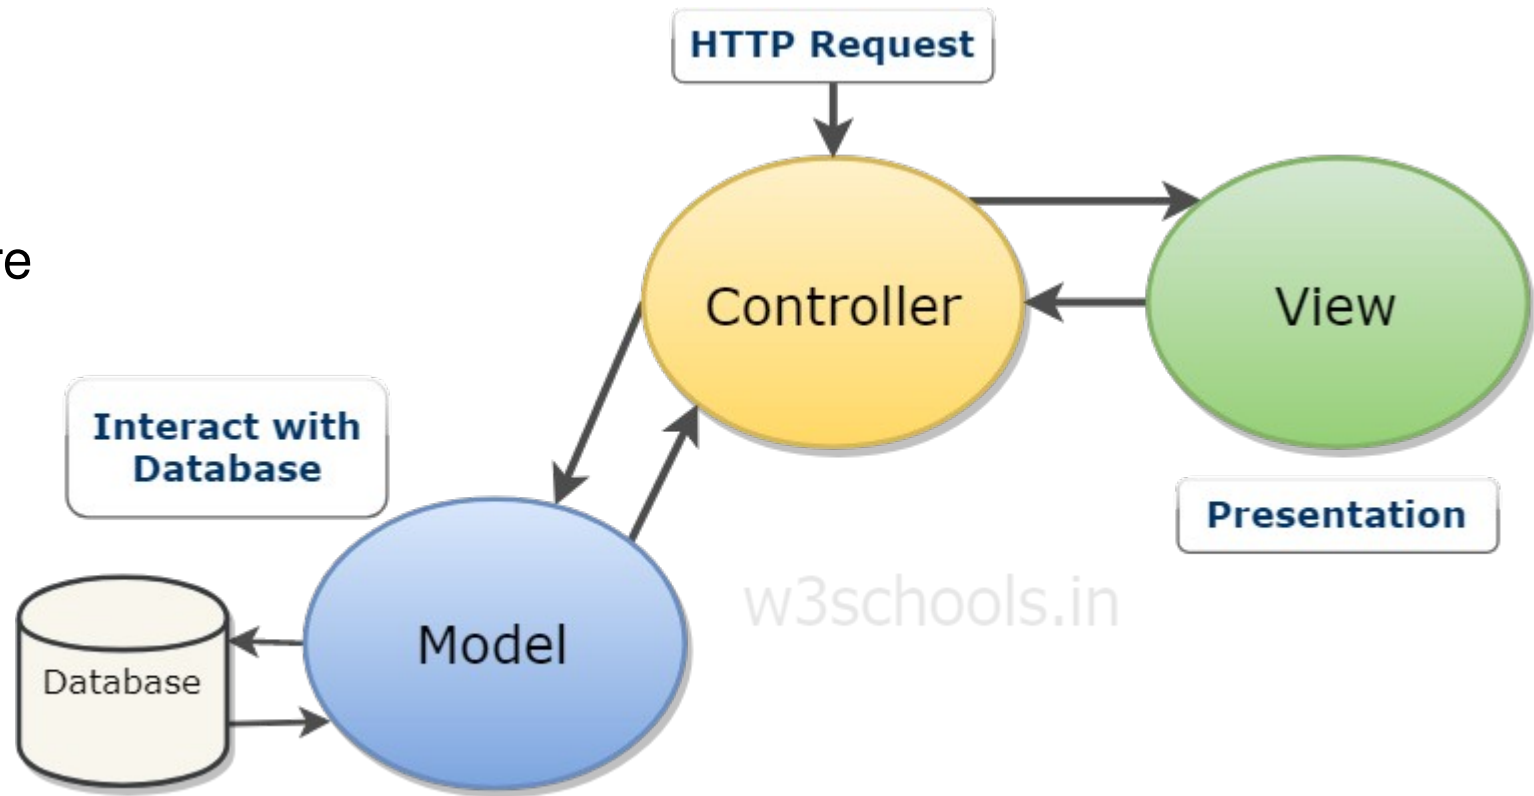 HTTP Request
re
Controller
View
Interact with
Database
Presentation
w3schools.in
Model
Database